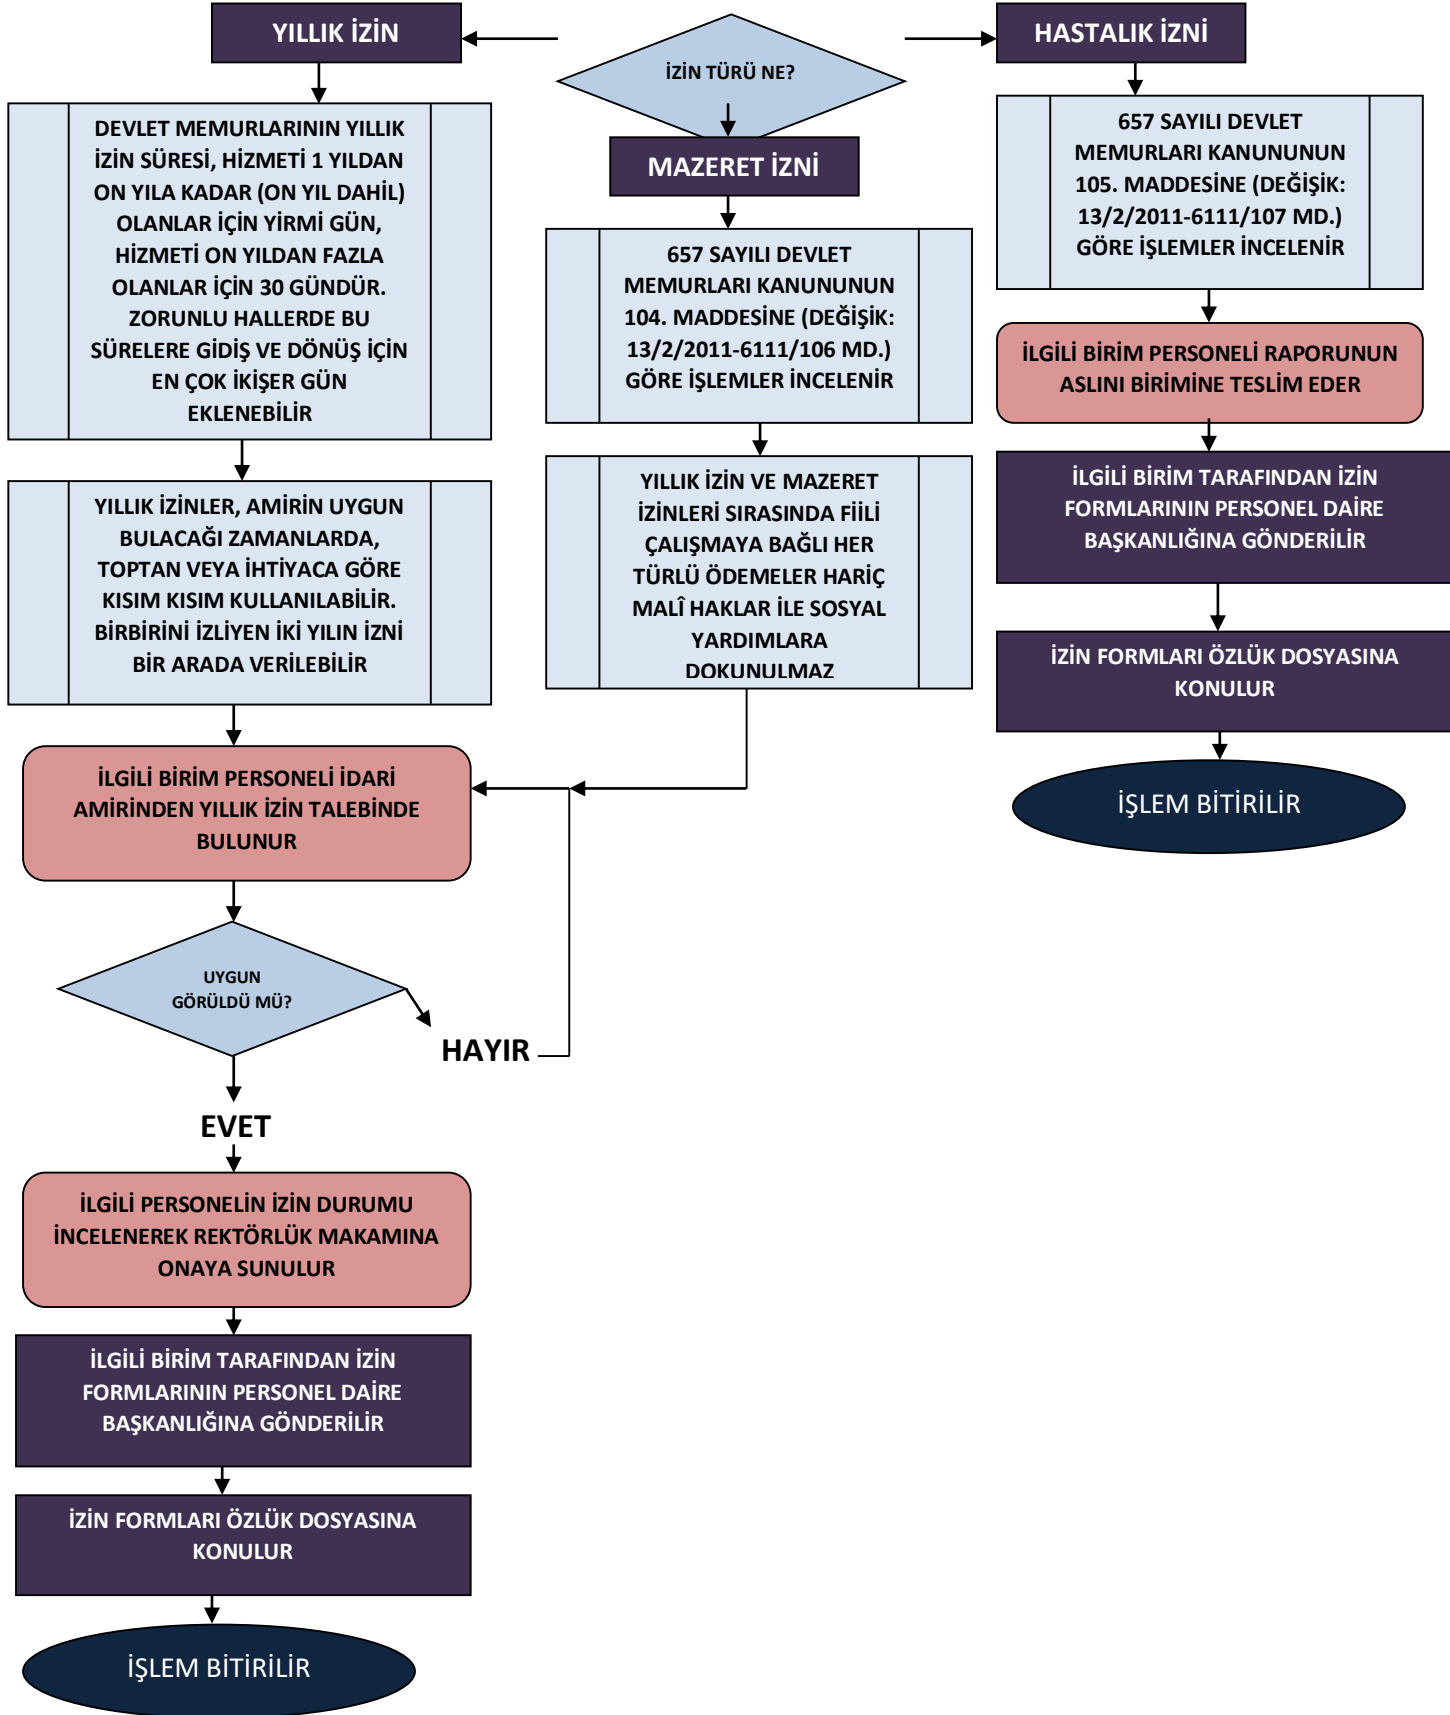 YILLIK İZİN
İZİN TÜRÜ NE?
HASTALIK İZNİ
DEVLET MEMURLARININ YILLIK
İZİN SÜRESİ, HİZMETİ 1 YILDAN
ON YILA KADAR (ON YIL DAHİL)
OLANLAR İÇİN YİRMİ GÜN,
HİZMETİ ON YILDAN FAZLA
OLANLAR İÇİN 30 GÜNDÜR.
ZORUNLU HALLERDE BU
SÜRELERE GİDİŞ VE DÖNÜŞ İÇİN
EN ÇOK İKİŞER GÜN
EKLENEBİLİR
YILLIK İZİNLER, AMİRİN UYGUN
BULACAĞI ZAMANLARDA,
TOPTAN VEYA İHTİYACA GÖRE
KISIM KISIM KULLANILABİLİR.
BİRBİRİNİ İZLİYEN İKİ YILIN İZNİ
BİR ARADA VERİLEBİLİR
MAZERET İZNİ
657 SAYILI DEVLET
MEMURLARI KANUNUNUN
104. MADDESİNE (DEĞİŞİK:
13/2/2011-6111/106 MD.)
GÖRE İŞLEMLER İNCELENİR
YILLIK İZİN VE MAZERET
İZİNLERİ SIRASINDA FİİLİ
ÇALIŞMAYA BAĞLI HER
TÜRLÜ ÖDEMELER HARİÇ
MALÎ HAKLAR İLE SOSYAL
YARDIMLARA
DOKUNULMAZ
657 SAYILI DEVLET
MEMURLARI KANUNUNUN
105. MADDESİNE (DEĞİŞİK:
13/2/2011-6111/107 MD.)
GÖRE İŞLEMLER İNCELENİR
İLGİLİ BİRİM PERSONELİ RAPORUNUN
ASLINI BİRİMİNE TESLİM EDER
İLGİLİ BİRİM TARAFINDAN İZİN
FORMLARININ PERSONEL DAİRE
BAŞKANLIĞINA GÖNDERİLİR
İZİN FORMLARI ÖZLÜK DOSYASINA
KONULUR
İŞLEM BİTİRİLİR
İLGİLİ BİRİM PERSONELİ İDARİ
AMİRİNDEN YILLIK İZİN TALEBİNDE
BULUNUR
UYGUN
GÖRÜLDÜ MÜ?
HAYIR
EVET
İLGİLİ PERSONELİN İZİN DURUMU
İNCELENEREK REKTÖRLÜK MAKAMINA
ONAYA SUNULUR
İLGİLİ BİRİM TARAFINDAN İZİN
FORMLARININ PERSONEL DAİRE
BAŞKANLIĞINA GÖNDERİLİR
İZİN FORMLARI ÖZLÜK DOSYASINA
KONULUR
İŞLEM BİTİRİLİR